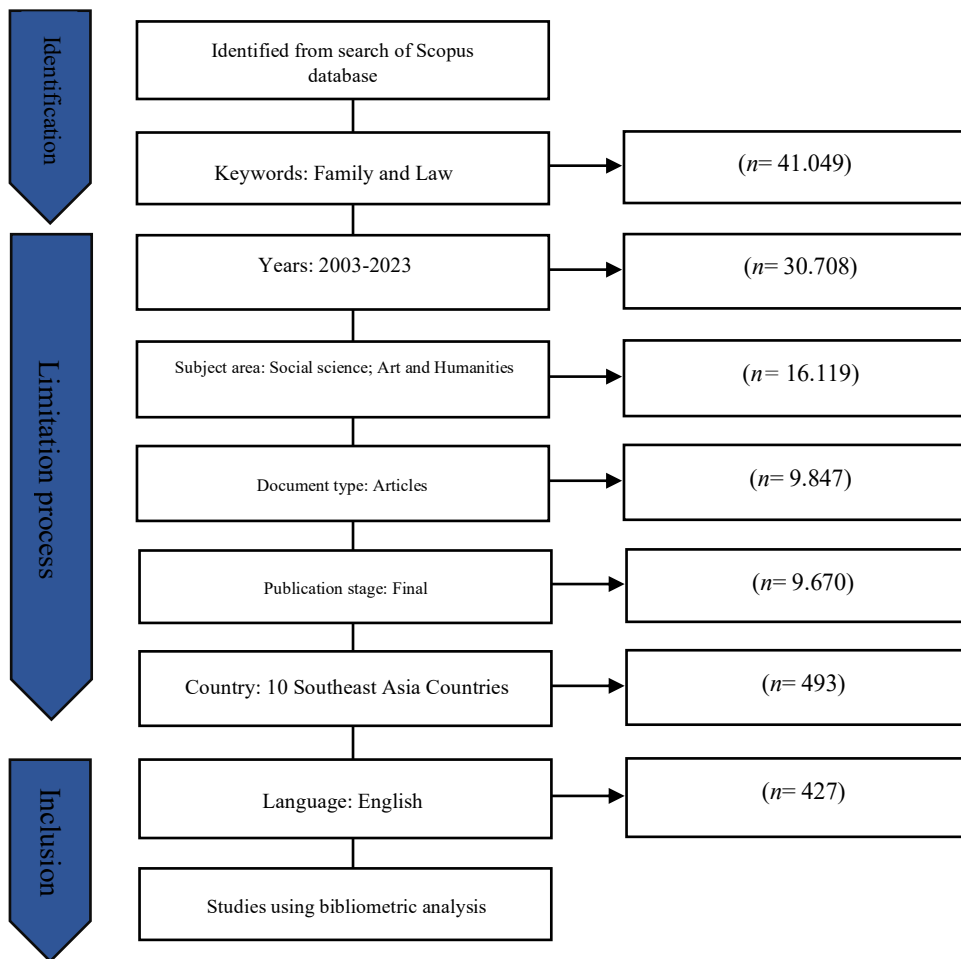 Identification
Identified from search of Scopus
database
Keywords: Family and Law
(n= 41.049)
Limitation process
Years: 2003-2023
(n= 30.708)
Subject area: Social science; Art and Humanities
(n= 16.119)
Document type: Articles
(n= 9.847)
Publication stage: Final
(n= 9.670)
Country: 10 Southeast Asia Countries
(n= 493)
Inclusion
Language: English
(n= 427)
Studies using bibliometric analysis